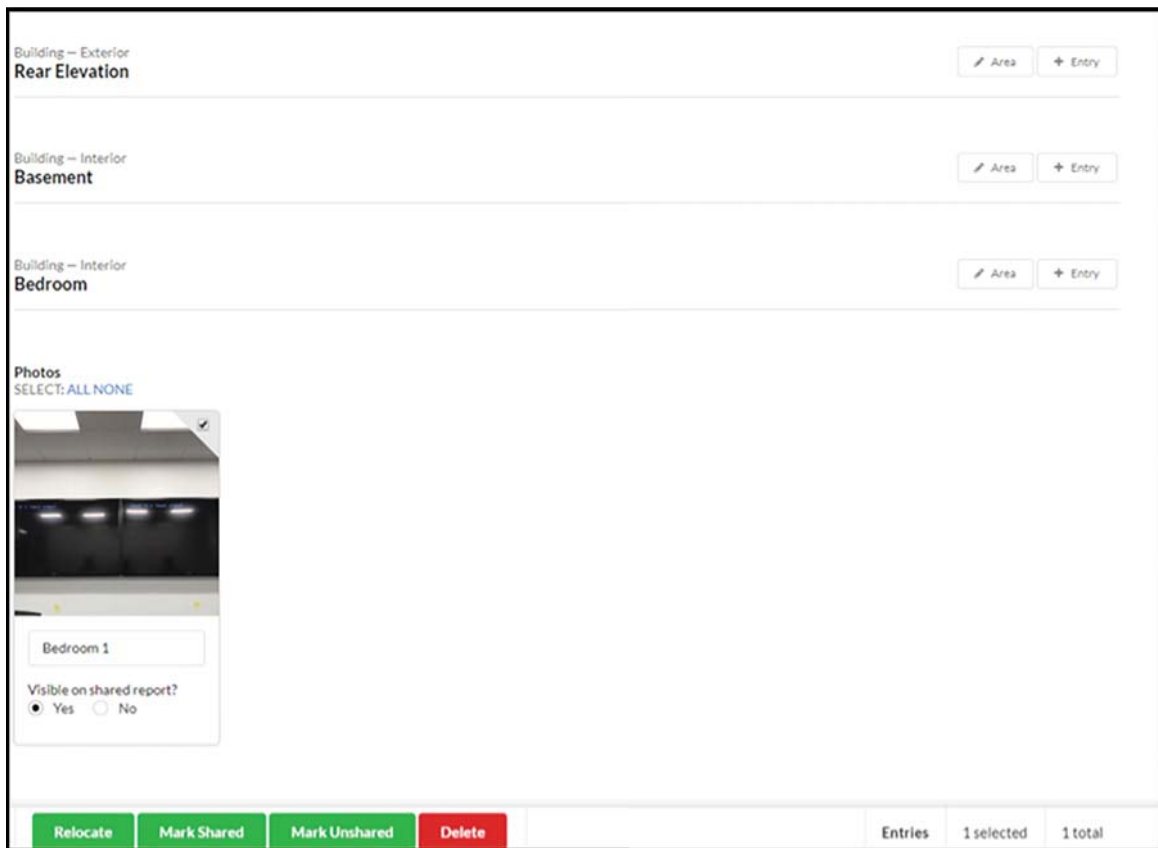 Building — Exterior
Rear Elevation
Area + Entry
Building — Interior
Basement
Area + Entry
Building — Interior
Bedroom
Area + Entry
Photos
SELECT: ALL NONE
Bedroom 1
Visible on shared report?
Yes No
Relocate Mark Shared Mark Unshared Delete Entries 1 selected 1 total